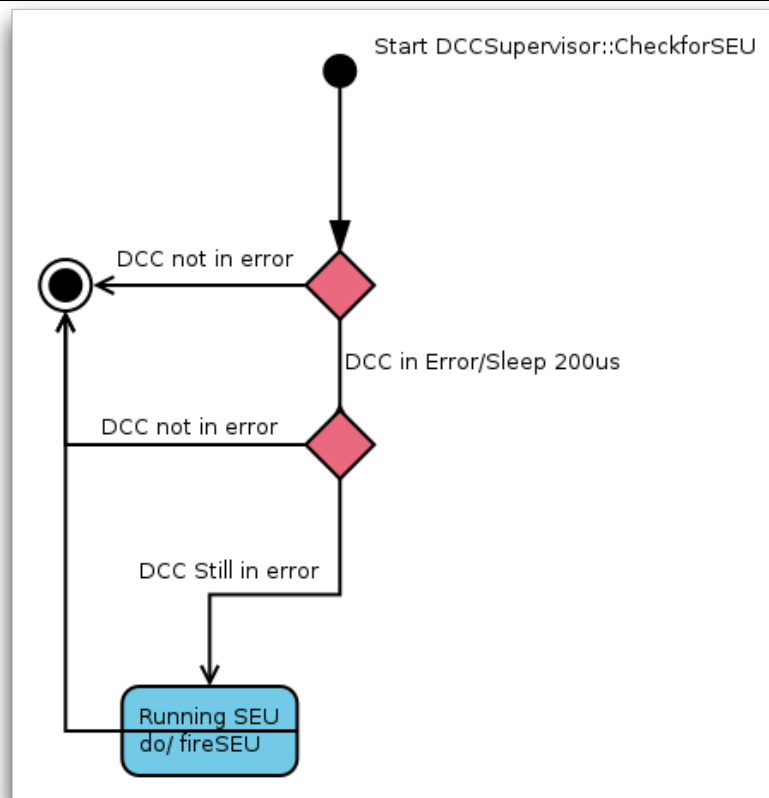 Start DCCSupervisor::CheckforSEU
DCC not in error
DCC in Error/Sleep 200us
DCC not in error
DCC Still in error
Running SEU
do/ fireSEU